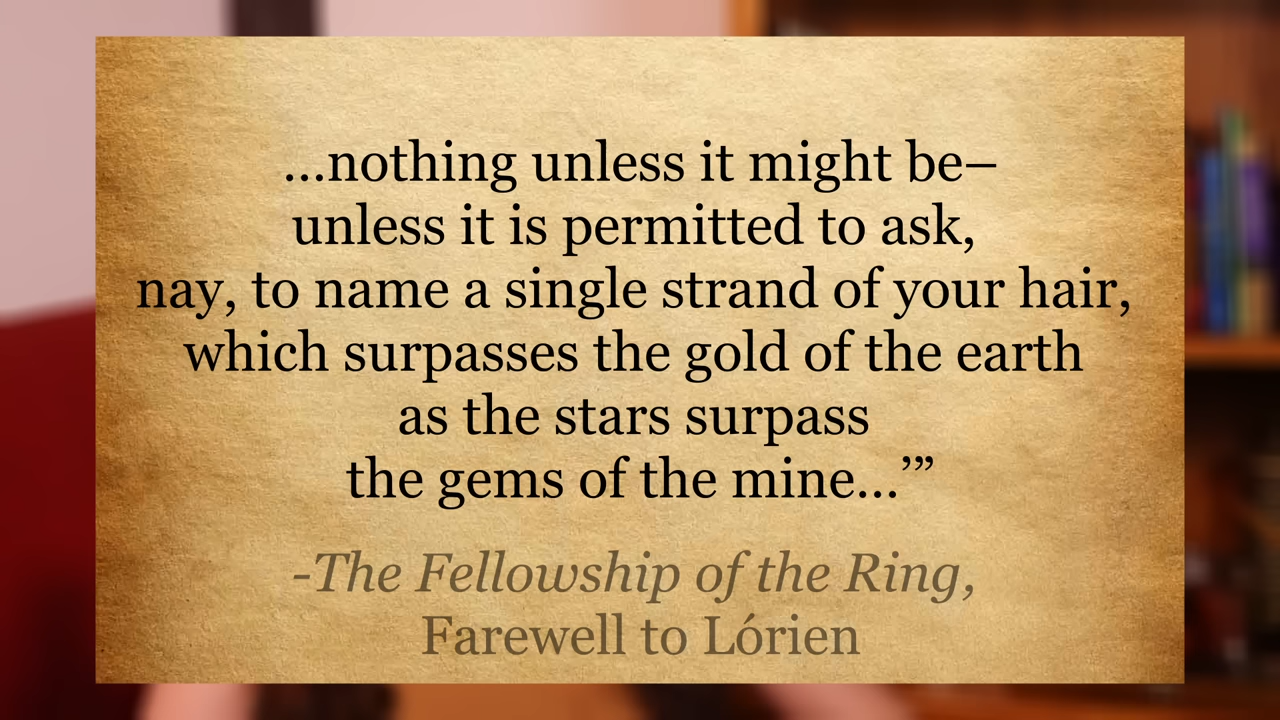 ...nothing unless it might be–
unless it is permitted to ask,
nay, to name a single strand of your hair,
which surpasses the gold of the earth
as the stars surpass
the gems of the mine...’”
-The Fellowship of the Ring,
Farewell to Lórien